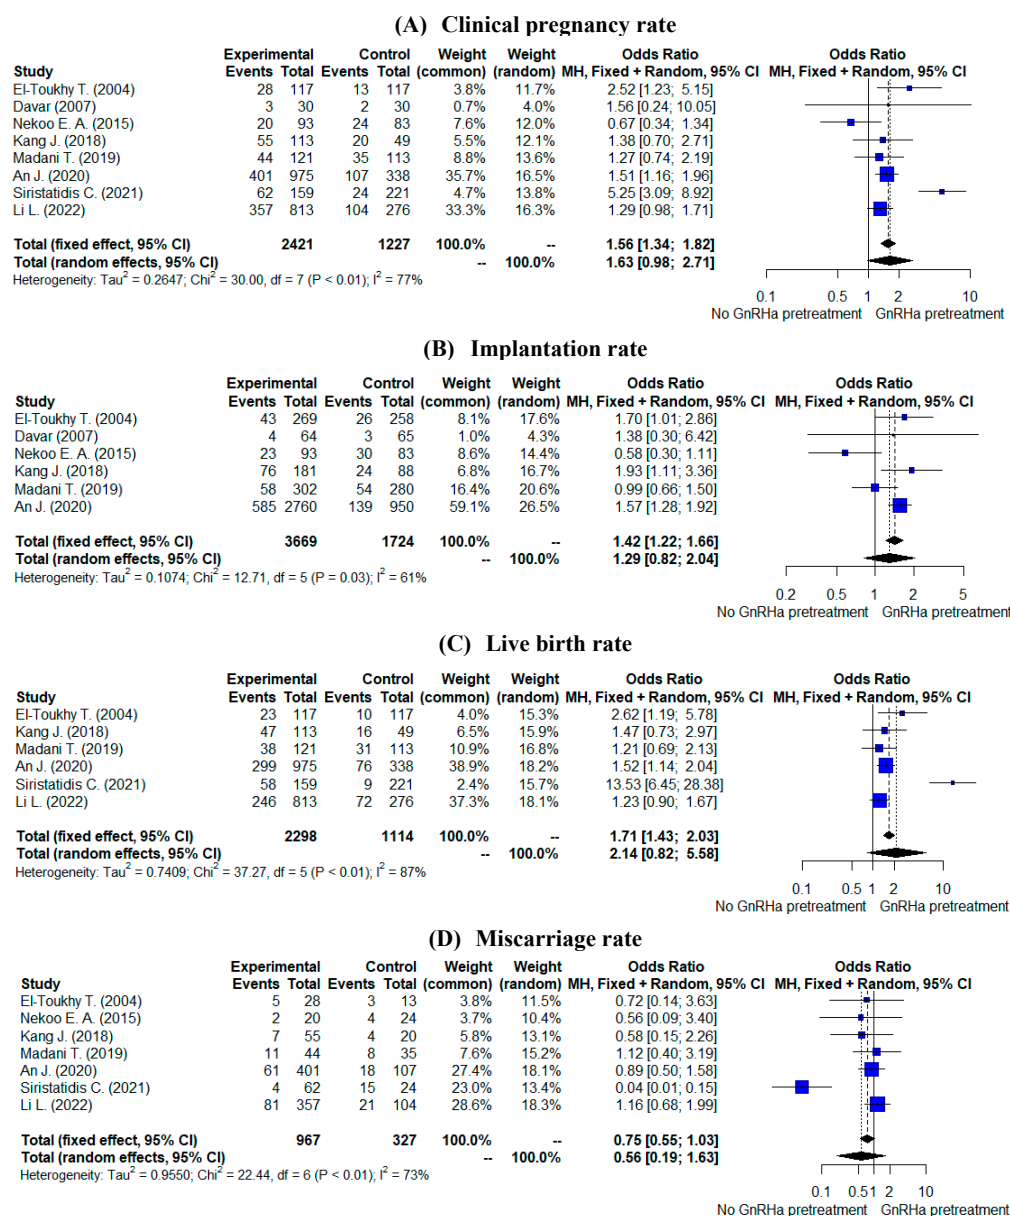 (A) Clinical pregnancy rate
Experimental Control Weight Weight Odds Ratio Odds Ratio
Study Events Total Events Total (common) (random) MH, Fixed + Random, 95% CI MH, Fixed + Random, 95% CI
El-Toukhy T. (2004) 28 117 13 117 3.8% 11.7% 2.52 [1.23; 5.15]
Davar (2007) 3 30 2 30 0.7% 4.0% 1.56 [0.24; 10.05]
Nekoo E. A. (2015) 20 93 24 83 7.6% 12.0% 0.67 [0.34; 1.34]
Kang J. (2018) 55 113 20 49 5.5% 12.1% 1.38 [0.70; 2.71]
Madani T. (2019) 44 121 35 113 8.8% 13.6% 1.27 [0.74; 2.19]
An J. (2020) 401 975 107 338 35.7% 16.5% 1.51 [1.16; 1.96]
Siristatidis C. (2021) 62 159 24 221 4.7% 13.8% 5.25 [3.09; 8.92]
Li L. (2022) 357 813 104 276 33.3% 16.3% 1.29 [0.98; 1.71]
Total (fixed effect, 95% CI) 2421 1227 100.0% -- 1.56 [1.34; 1.82]
Total (random effects, 95% CI) -- 100.0% 1.63 [0.98; 2.71]
Heterogeneity: Tau² = 0.2647; Chi² = 30.00, df = 7 (P < 0.01); I² = 77%
0.1 0.5 1 2 10
No GnRHa pretreatment GnRHa pretreatment
(B) Implantation rate
Experimental Control Weight Weight Odds Ratio Odds Ratio
Study Events Total Events Total (common) (random) MH, Fixed + Random, 95% CI MH, Fixed + Random, 95% CI
El-Toukhy T. (2004) 43 269 26 258 8.1% 17.6% 1.70 [1.01; 2.86]
Davar (2007) 4 64 3 65 1.0% 4.3% 1.38 [0.30; 6.42]
Nekoo E. A. (2015) 23 93 30 83 8.6% 14.4% 0.58 [0.30; 1.11]
Kang J. (2018) 76 181 24 88 6.8% 16.7% 1.93 [1.11; 3.36]
Madani T. (2019) 58 302 54 280 16.4% 20.6% 0.99 [0.66; 1.50]
An J. (2020) 585 2760 139 950 59.1% 26.5% 1.57 [1.28; 1.92]
Total (fixed effect, 95% CI) 3669 1724 100.0% -- 1.42 [1.22; 1.66]
Total (random effects, 95% CI) -- 100.0% 1.29 [0.82; 2.04]
Heterogeneity: Tau² = 0.1074; Chi² = 12.71, df = 5 (P = 0.03); I² = 61%
0.2 0.5 1 2 5
No GnRHa pretreatment GnRHa pretreatment
(C) Live birth rate
Experimental Control Weight Weight Odds Ratio Odds Ratio
Study Events Total Events Total (common) (random) MH, Fixed + Random, 95% CI MH, Fixed + Random, 95% CI
El-Toukhy T. (2004) 23 117 10 117 4.0% 15.3% 2.62 [1.19; 5.78]
Kang J. (2018) 47 113 16 49 6.5% 15.9% 1.47 [0.73; 2.97]
Madani T. (2019) 38 121 31 113 10.9% 16.8% 1.21 [0.69; 2.13]
An J. (2020) 299 975 76 338 38.9% 18.2% 1.52 [1.14; 2.04]
Siristatidis C. (2021) 58 159 9 221 2.4% 15.7% 13.53 [6.45; 28.38]
Li L. (2022) 246 813 72 276 37.3% 18.1% 1.23 [0.90; 1.67]
Total (fixed effect, 95% CI) 2298 1114 100.0% -- 1.71 [1.43; 2.03]
Total (random effects, 95% CI) -- 100.0% 2.14 [0.82; 5.58]
Heterogeneity: Tau² = 0.7409; Chi² = 37.27, df = 5 (P < 0.01); I² = 87%
0.1 0.5 1 2 10
No GnRHa pretreatment GnRHa pretreatment
(D) Miscarriage rate
Experimental Control Weight Weight Odds Ratio Odds Ratio
Study Events Total Events Total (common) (random) MH, Fixed + Random, 95% CI MH, Fixed + Random, 95% CI
El-Toukhy T. (2004) 5 28 3 13 3.8% 11.5% 0.72 [0.14; 3.63]
Nekoo E. A. (2015) 2 20 4 24 3.7% 10.4% 0.56 [0.09; 3.40]
Kang J. (2018) 7 55 4 20 5.8% 13.1% 0.58 [0.15; 2.26]
Madani T. (2019) 11 44 8 35 7.6% 15.2% 1.12 [0.40; 3.19]
An J. (2020) 61 401 18 107 27.4% 18.1% 0.89 [0.50; 1.58]
Siristatidis C. (2021) 4 62 15 24 23.0% 13.4% 0.04 [0.01; 0.15]
Li L. (2022) 81 357 21 104 28.6% 18.3% 1.16 [0.68; 1.99]
Total (fixed effect, 95% CI) 967 327 100.0% -- 0.75 [0.55; 1.03]
Total (random effects, 95% CI) -- 100.0% 0.56 [0.19; 1.63]
Heterogeneity: Tau² = 0.9550; Chi² = 22.44, df = 6 (P < 0.01); I² = 73%
0.1 0.5 1 2 10
No GnRHa pretreatment GnRHa pretreatment